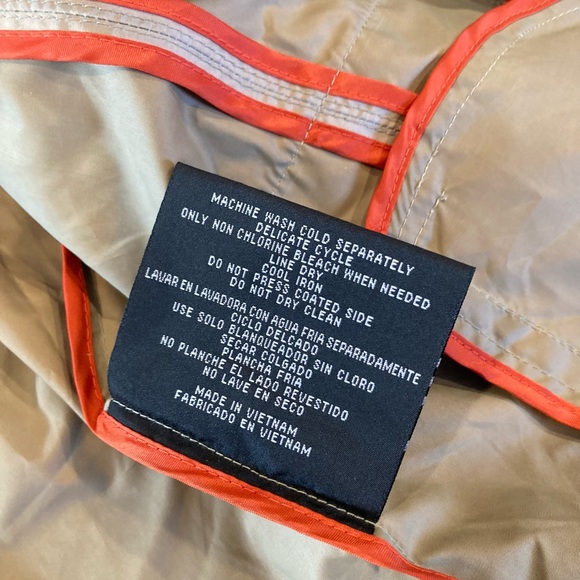 MACHINE WASH COLD SEPARATELY
DELICATE CYCLE
ONLY NON CHLORINE BLEACH WHEN NEEDED
LINE DRY
COOL IRON
DO NOT PRESS COATED SIDE
DO NOT DRY CLEAN
LAVAR EN LAVADORA CON AGUA FRIA SEPARADAMENTE
CICLO DELCADO
USE SOLO BLANQUEADOR SIN CLORO
SECAR COLGADO
PLANCHA FRIA
NO PLANCHE EL LADO REVESTIDO
NO LAVE EN SECO
MADE IN VIETNAM
FABRICADO EN VIETNAM